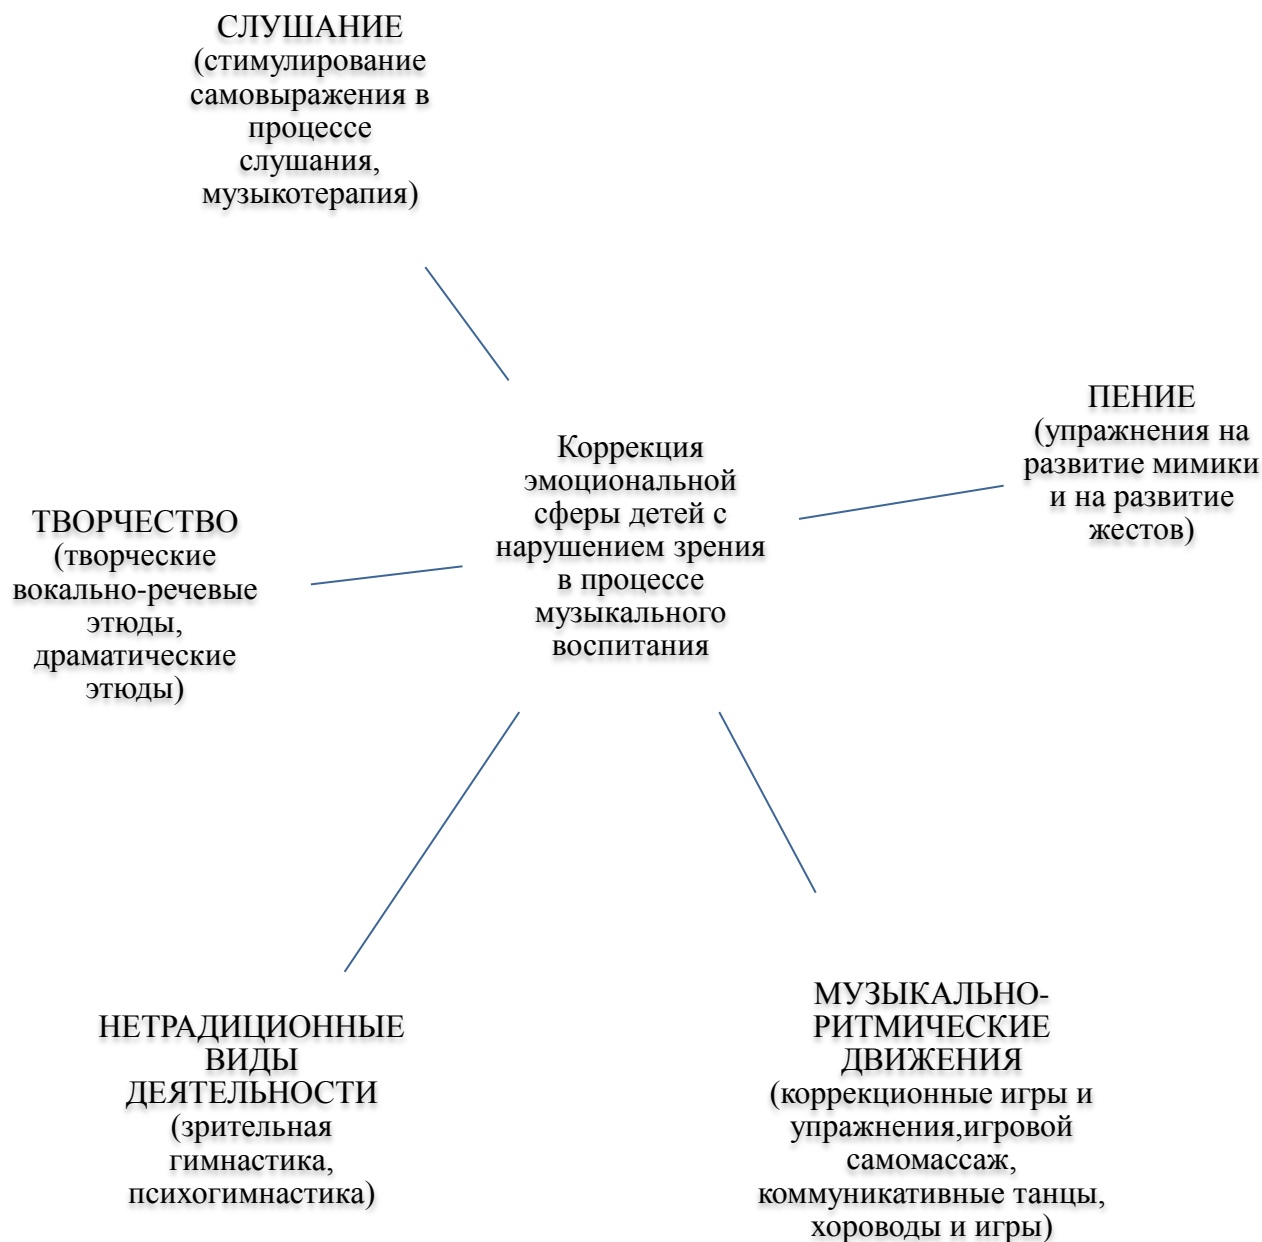 СЛУШАНИЕ
(стимулирование
самовыражения в
процессе
слушания,
музыкотерапия)
ПЕНИЕ
(упражнения на
развитие мимики
и на развитие
жестов)
Коррекция
эмоциональной
сферы детей с
нарушением зрения
в процессе
музыкального
воспитания
ТВОРЧЕСТВО
(творческие
вокально-речевые
этюды,
драматические
этюды)
НЕТРАДИЦИОННЫЕ
ВИДЫ
ДЕЯТЕЛЬНОСТИ
(зрительная
гимнастика,
психогимнастика)
МУЗЫКАЛЬНО-
РИТМИЧЕСКИЕ
ДВИЖЕНИЯ
(коррекционные игры и
упражнения,игровой
самомассаж,
коммуникативные танцы,
хороводы и игры)